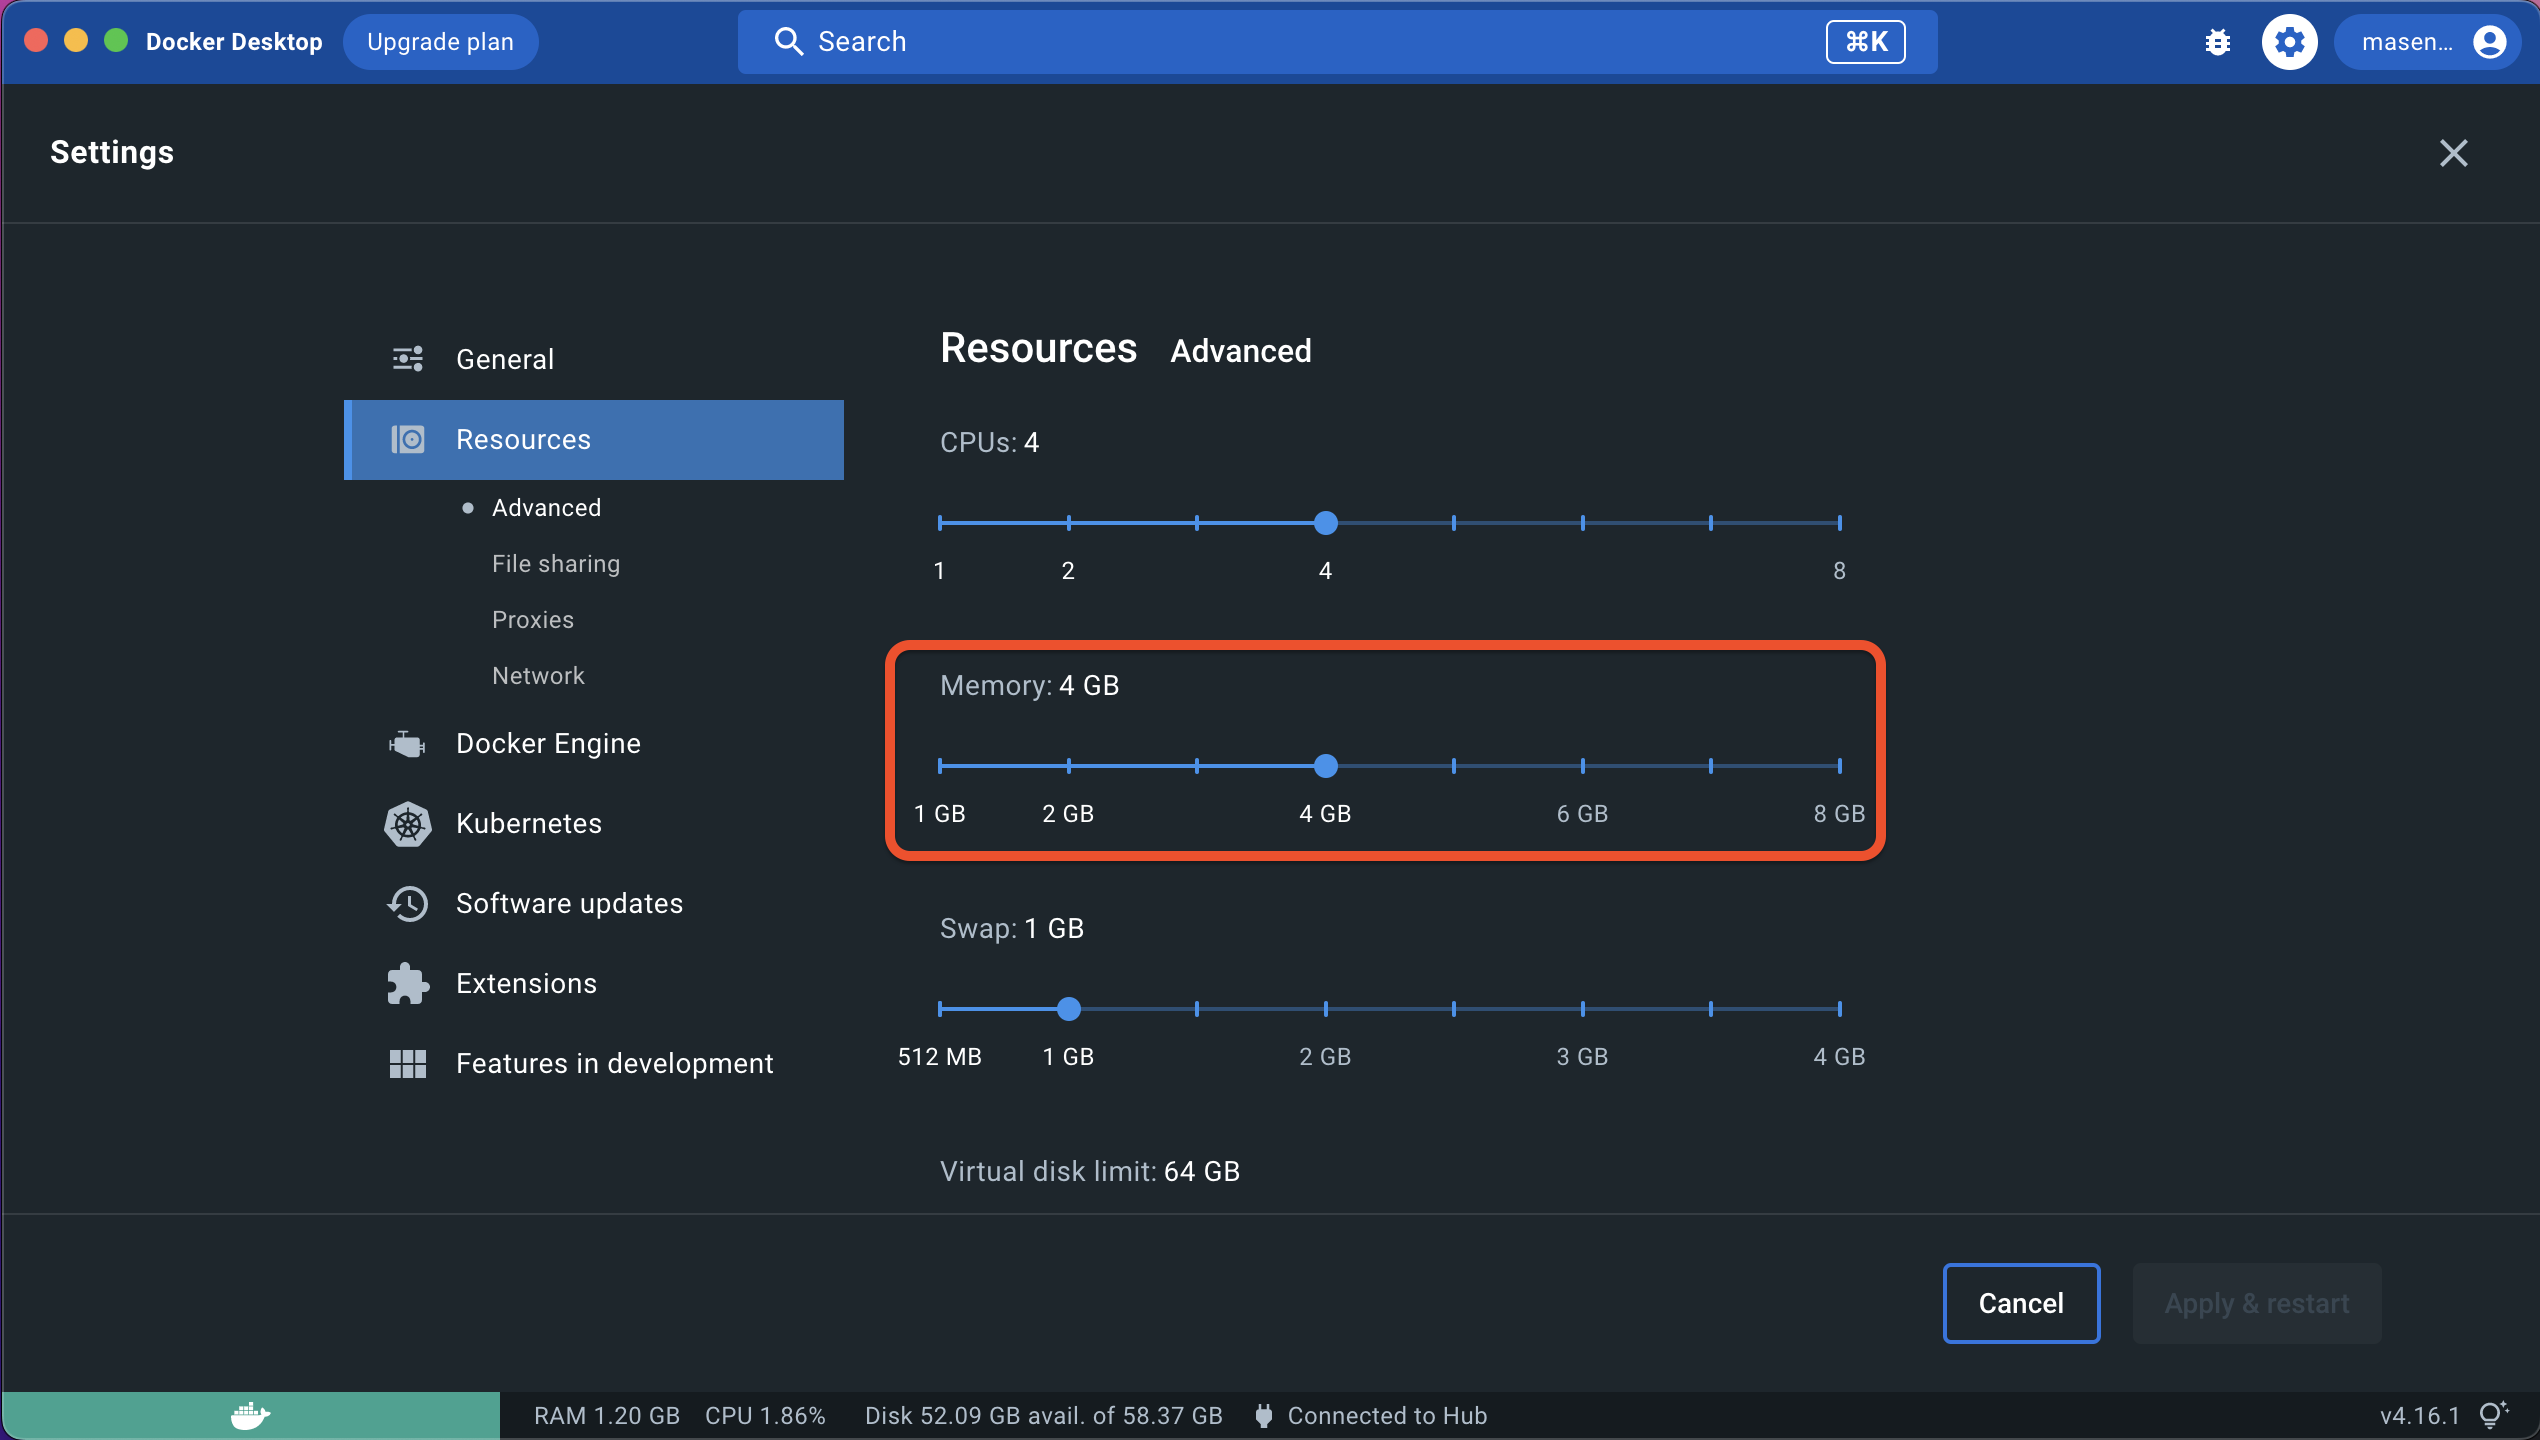 Docker Desktop
Upgrade plan
Search
⌘K
masen...
Settings
General
Resources
Advanced
File sharing
Proxies
Network
Docker Engine
Kubernetes
Software updates
Extensions
Features in development
Resources Advanced
CPUs: 4
1 2 4 8
Memory: 4 GB
1 GB 2 GB 4 GB 6 GB 8 GB
Swap: 1 GB
512 MB 1 GB 2 GB 3 GB 4 GB
Virtual disk limit: 64 GB
Cancel
Apply & restart
RAM 1.20 GB CPU 1.86% Disk 52.09 GB avail. of 58.37 GB Connected to Hub v4.16.1